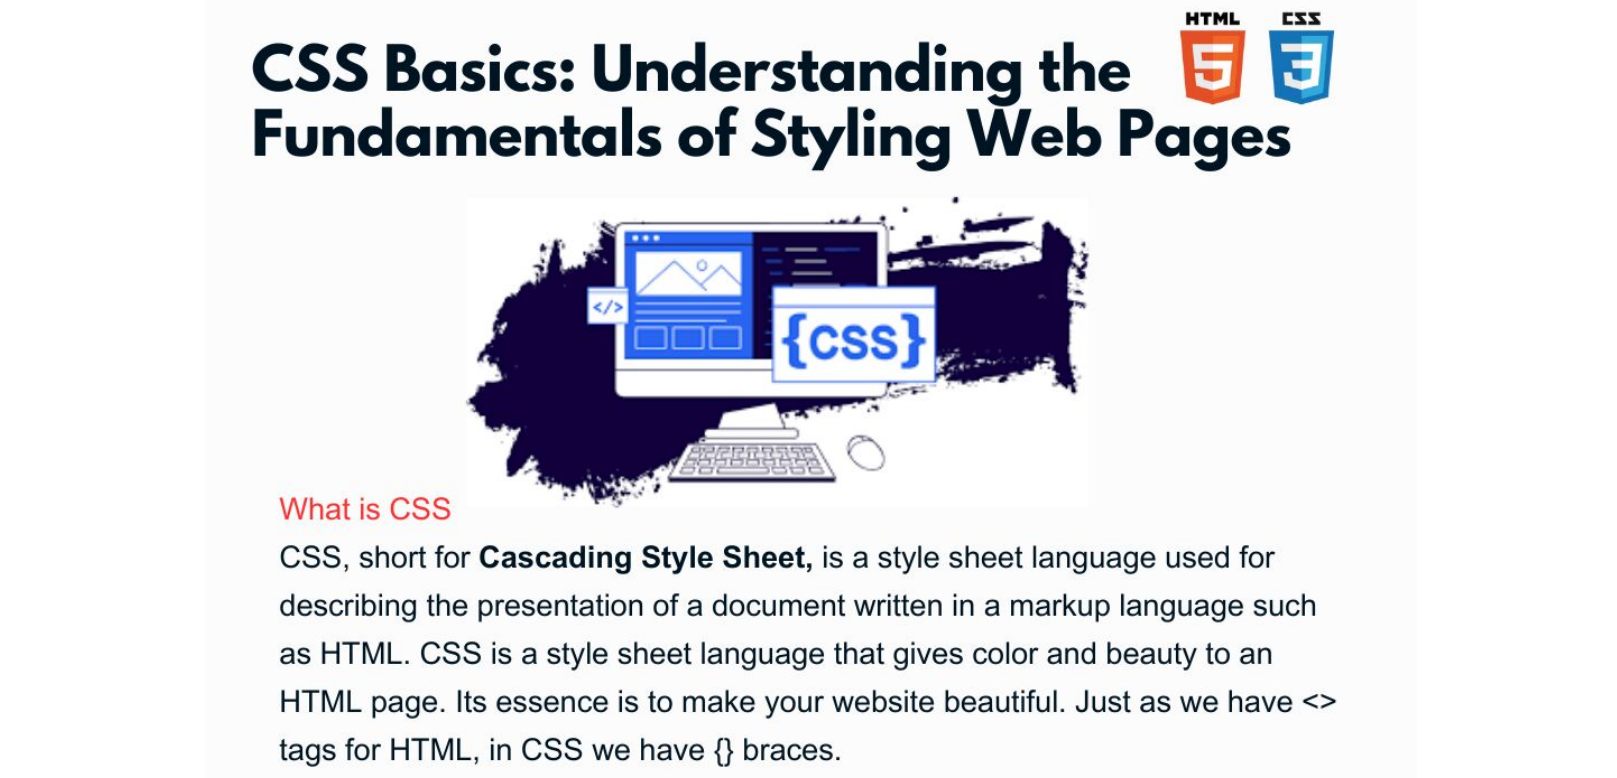 HTML CSS
CSS Basics: Understanding the
Fundamentals of Styling Web Pages
5 3
</>
{CSS}
What is CSS
CSS, short for Cascading Style Sheet, is a style sheet language used for
describing the presentation of a document written in a markup language such
as HTML. CSS is a style sheet language that gives color and beauty to an
HTML page. Its essence is to make your website beautiful. Just as we have <>
tags for HTML, in CSS we have {} braces.